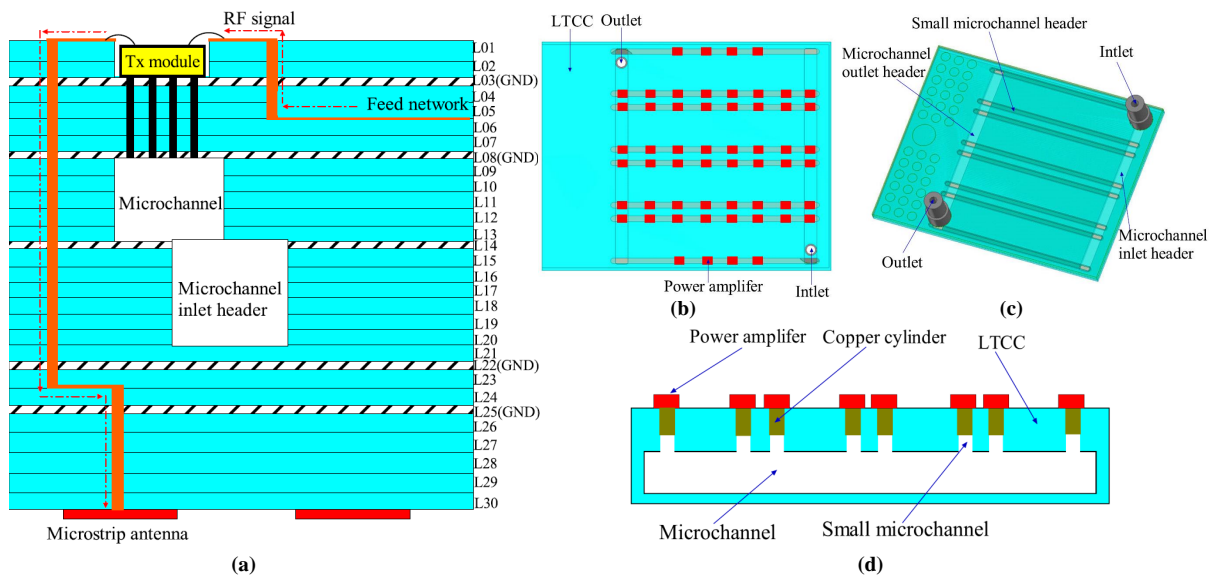 RF signal
Tx module
Feed network
Microchannel
Microchannel
inlet header
Microstrip antenna
L01
L02
L03(GND)
L04
L05
L06
L07
L08(GND)
L09
L10
L11
L12
L13
L14
L15
L16
L17
L18
L19
L20
L21
L22(GND)
L23
L24
L25(GND)
L26
L27
L28
L29
L30
(a)
LTCC
Outlet
Power amplifer
Intlet
(b)
Small microchannel
header
Microchannel
outlet header
Intlet
Outlet
Microchannel
inlet header
(c)
Power amplifer
Copper cylinder
LTCC
Microchannel
Small microchannel
(d)